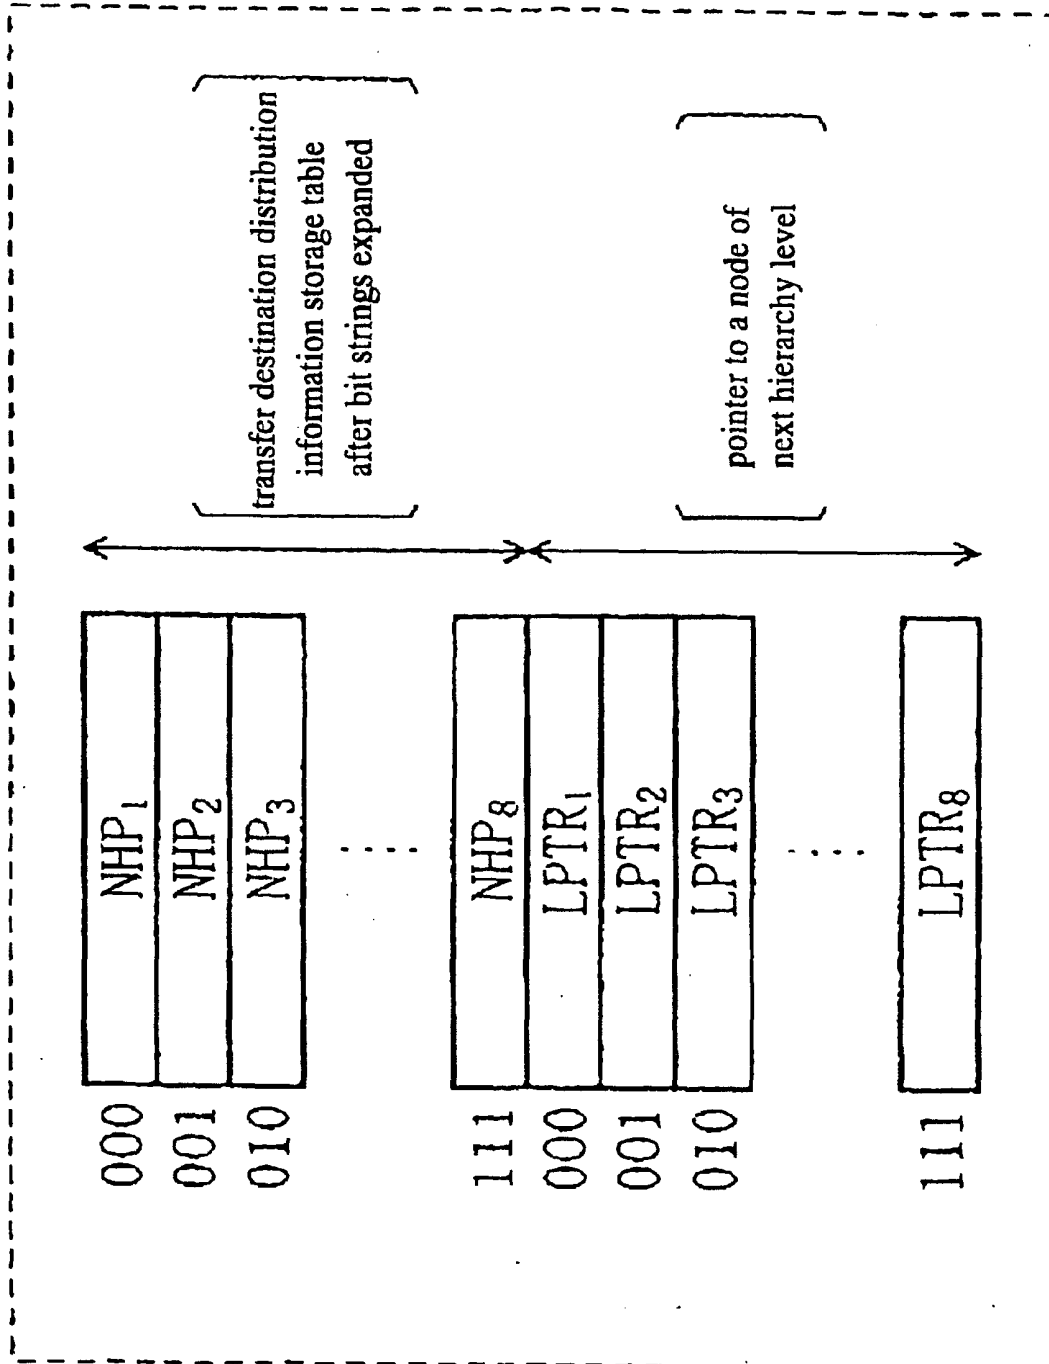 000 NHP1
001 NHP2
010 NHP3
.....
111 NHP8
000 LPTR1
001 LPTR2
010 LPTR3
.....
111 LPTR8
transfer destination distribution
information storage table
after bit strings expanded
pointer to a node of
next hierarchy level